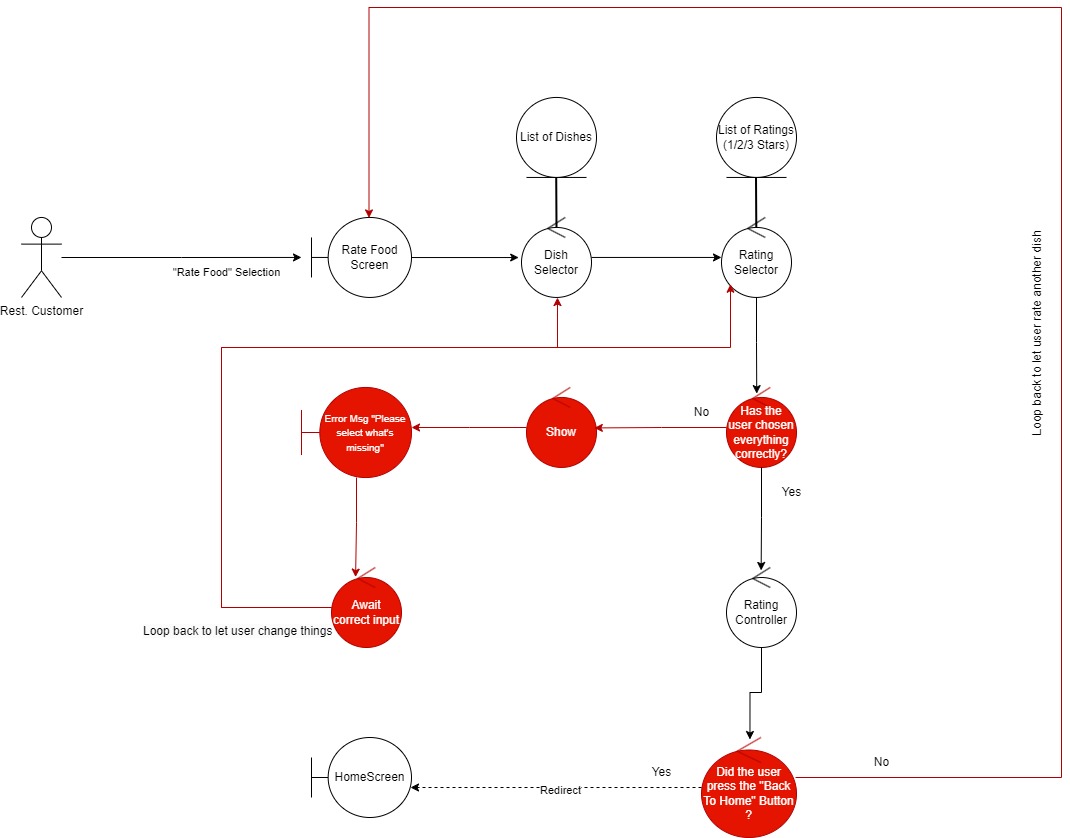 List of Dishes
List of Ratings
(1/2/3 Stars)
Rate Food
Screen
Dish
Selector
Rating
Selector
"Rate Food" Selection
Rest. Customer
Loop back to let user rate another dish
Error Msg "Please
select what's
missing"
Show
No
Has the
user chosen
everything
correctly?
Yes
Await
correct input
Loop back to let user change things
Rating
Controller
HomeScreen
Redirect
Yes
Did the user
press the "Back
To Home" Button
?
No